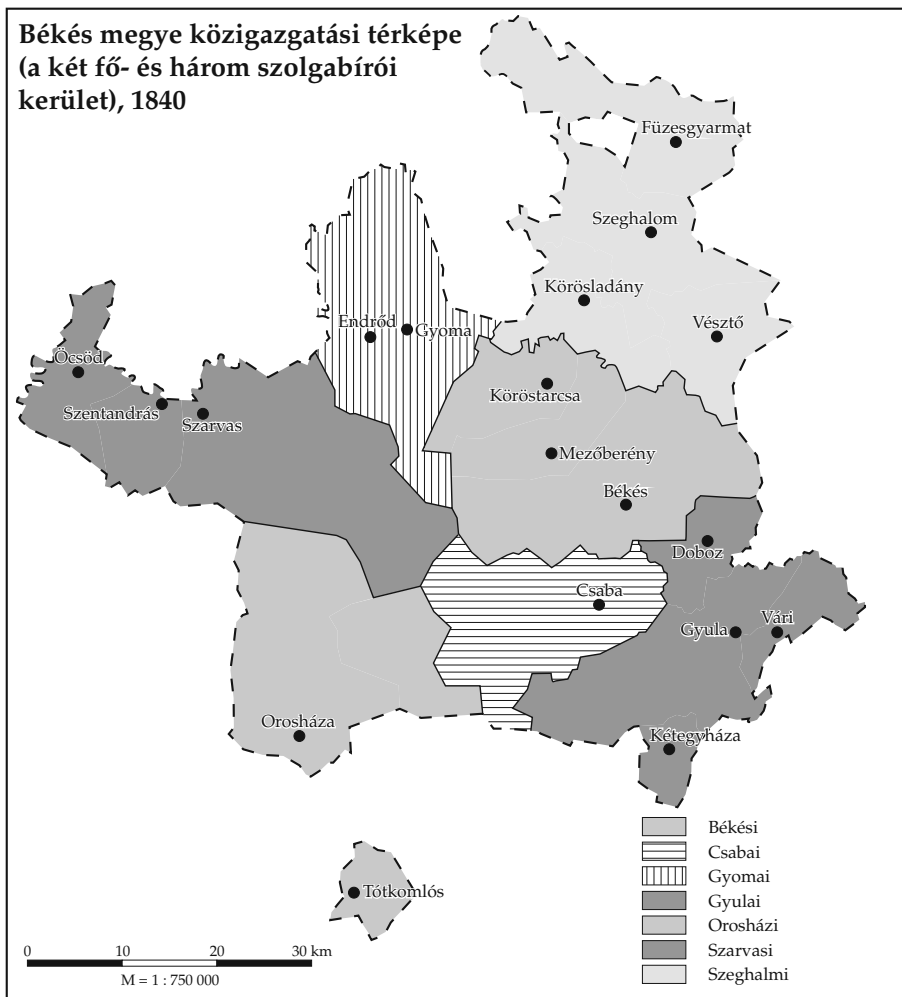 Békés megye közigazgatási térképe
(a két fő- és három szolgabírói
kerület), 1840
Füzesgyarmat
Szeghalom
Körösladány
Vésztő
Endrőd
Gyoma
Öcsöd
Szentandrás
Szarvas
Köröstarcsa
Mezőberény
Békés
Doboz
Csaba
Gyula
Vári
Orosháza
Kétegyháza
Tótkomlós
Békési
Csabai
Gyomai
Gyulai
Orosházi
Szarvasi
Szeghalmi
0 10 20 30 km
M = 1 : 750 000